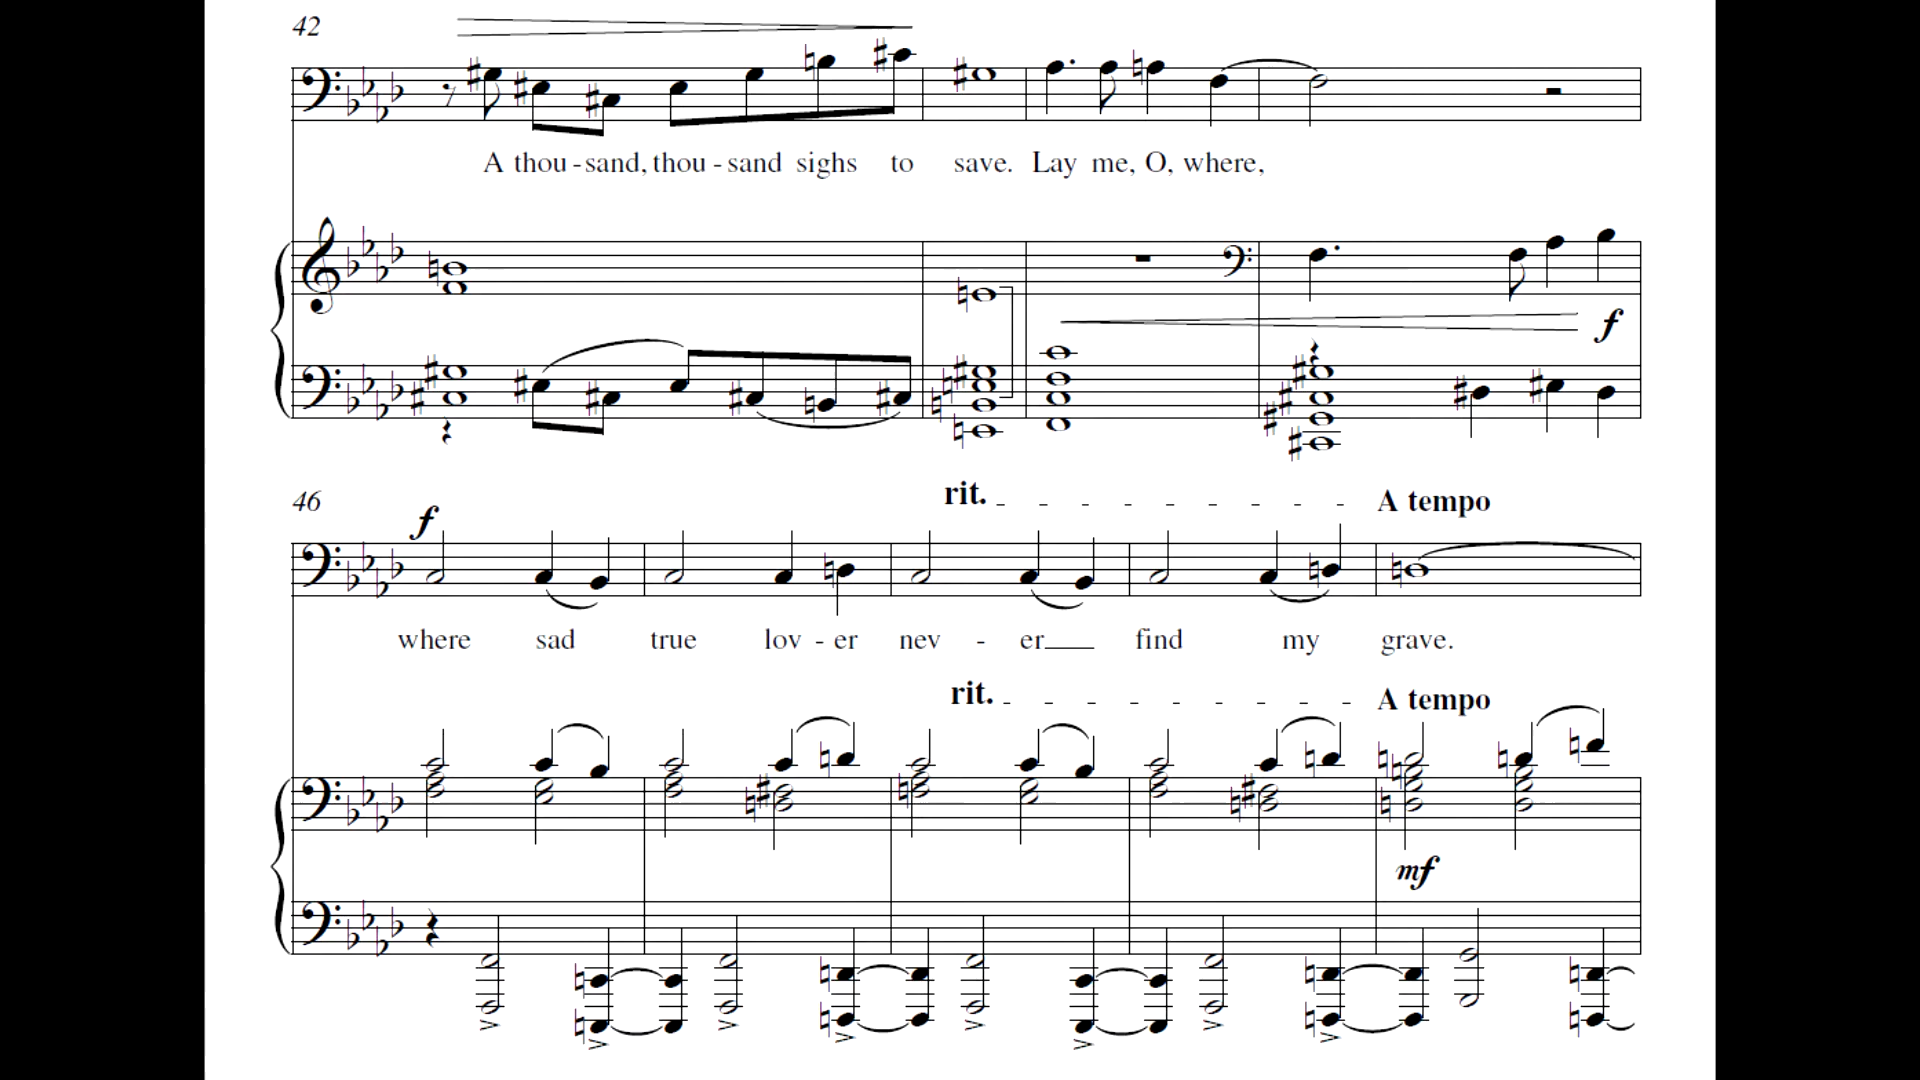 42
A thou - sand, thou - sand sighs to save. Lay me, O, where,
f
46
rit. A tempo
f
where sad true lov - er nev - er find my grave.
rit. A tempo
mf